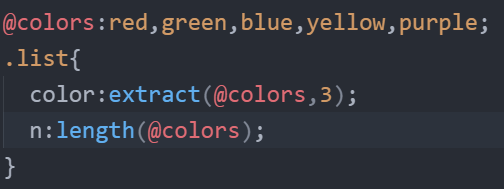 @colors:red,green,blue,yellow,purple;
.list{
  color:extract(@colors,3);
  n:length(@colors);
}